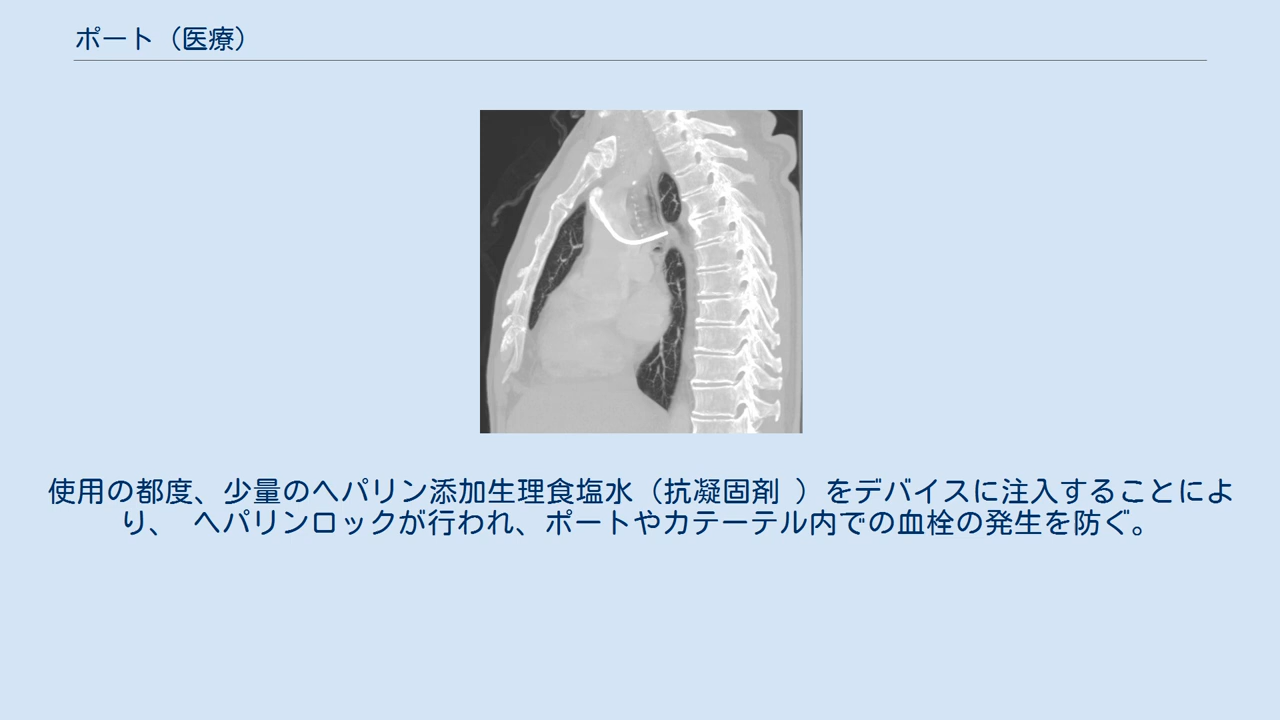 ポート（医療）
使用の都度、少量のヘパリン添加生理食塩水（抗凝固剤 ）をデバイスに注入することによ
り、 ヘパリンロックが行われ、ポートやカテーテル内での血栓の発生を防ぐ。